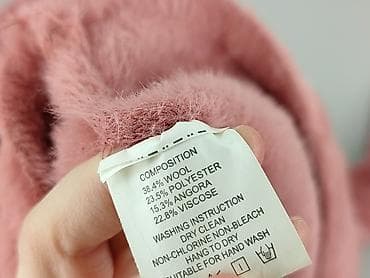 COMPOSITION
38.4% WOOL
23.5% POLYESTER
15.3% ANGORA
22.8% VISCOSE
WASHING INSTRUCTION
DRY CLEAN
NON-CHLORINE NON-BLEACH
HANG TO DRY
SUITABLE FOR HAND WASH